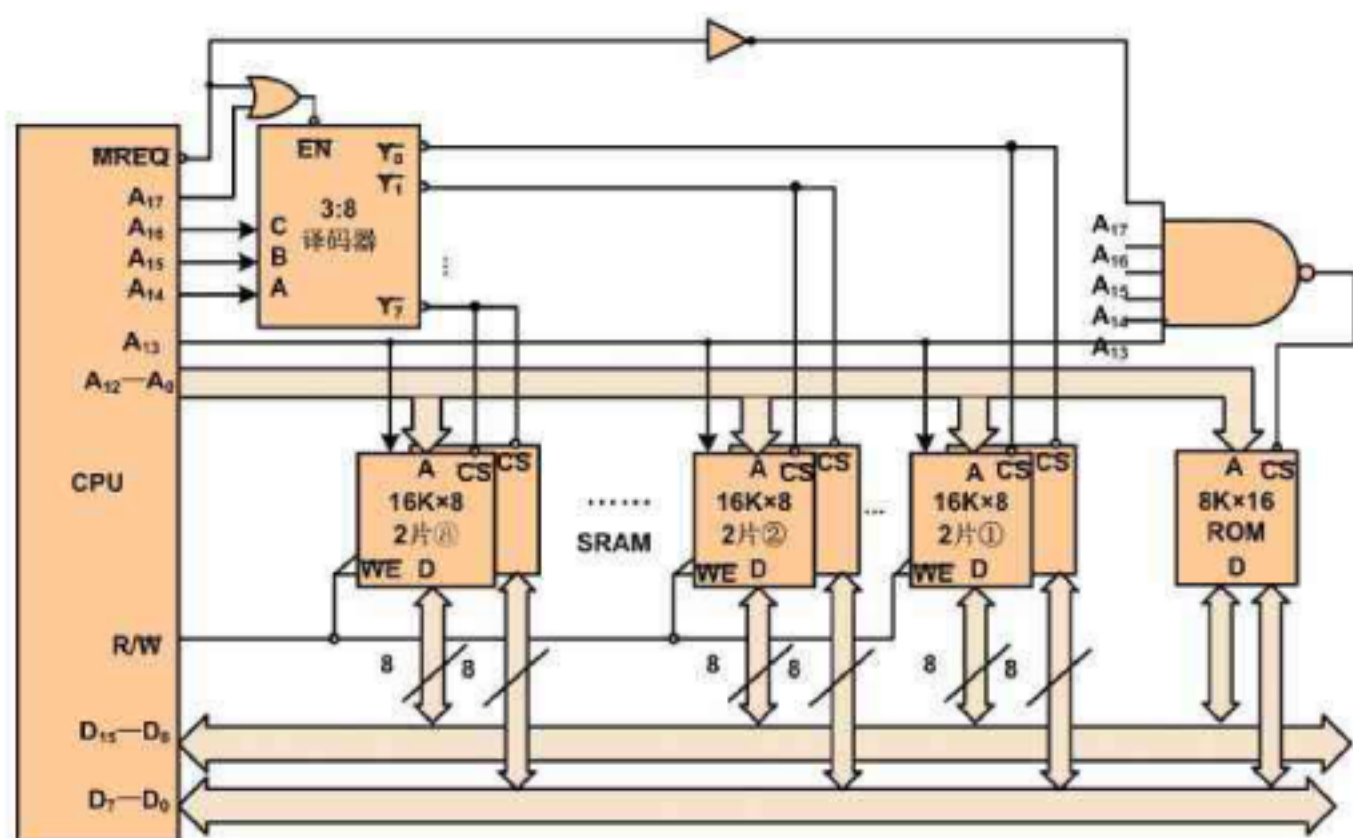 MREQ
A₁₇
A₁₆
A₁₅
A₁₄
A₁₃
A₁₂—A₀
CPU
R/W
D₁₅—D₈
D₇—D₀
EN
3:8
译码器
C
B
A
Y₀
Y₁
...
Y₇
A₁₇
A₁₆
A₁₅
A₁₄
A₁₃
A CS CS
16K×8
2片⑧
WE D
......
SRAM
A CS CS
16K×8
2片②
WE D
...
A CS CS
16K×8
2片①
WE D
A CS
8K×16
ROM
D
8 8
8 8
8 8